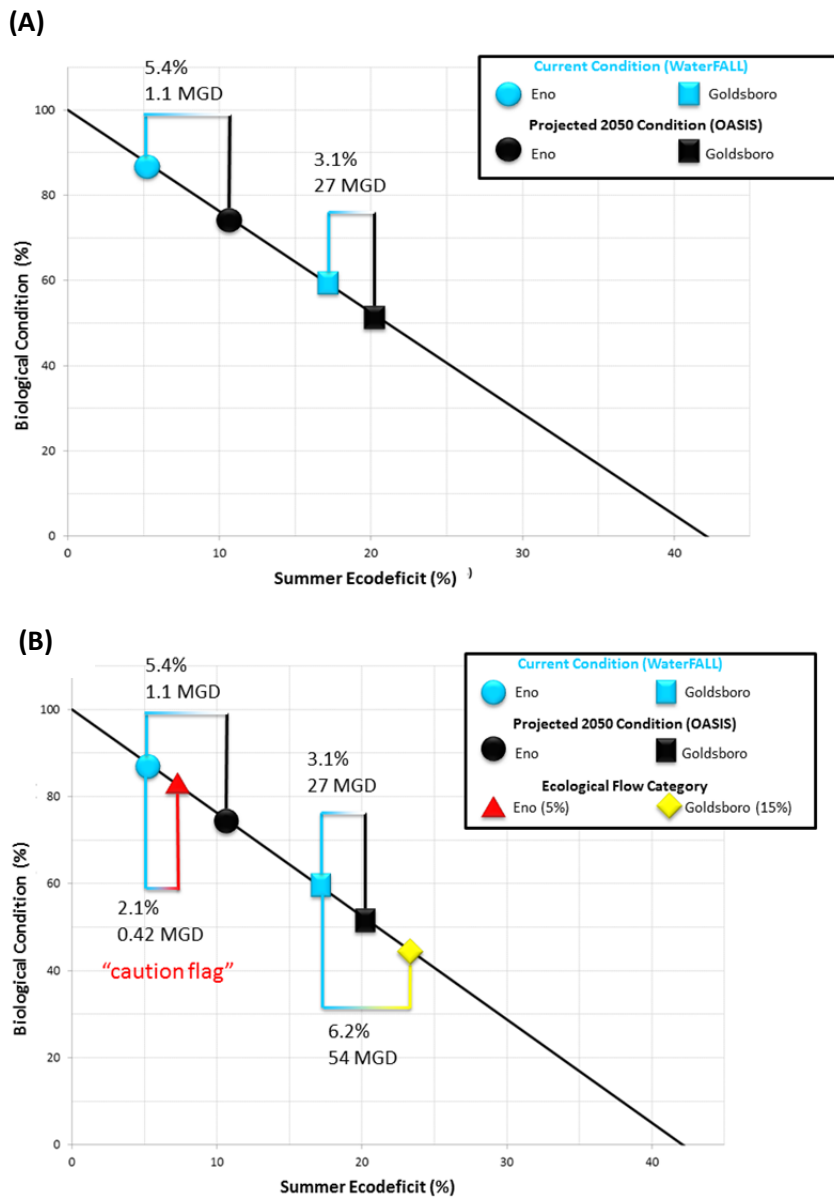 (A)
5.4%
1.1 MGD
3.1%
27 MGD
Current Condition (WaterFALL)
Eno
Goldsboro
Projected 2050 Condition (OASIS)
Eno
Goldsboro
Biological Condition (%)
100
80
60
40
20
0
0
10
20
30
40
Summer Ecodeficit (%) )
(B)
5.4%
1.1 MGD
3.1%
27 MGD
Current Condition (WaterFALL)
Eno
Goldsboro
Projected 2050 Condition (OASIS)
Eno
Goldsboro
Ecological Flow Category
Eno (5%)
Goldsboro (15%)
Biological Condition (%)
100
80
60
40
20
0
2.1%
0.42 MGD
“caution flag”
6.2%
54 MGD
0
10
20
30
40
Summer Ecodeficit (%)